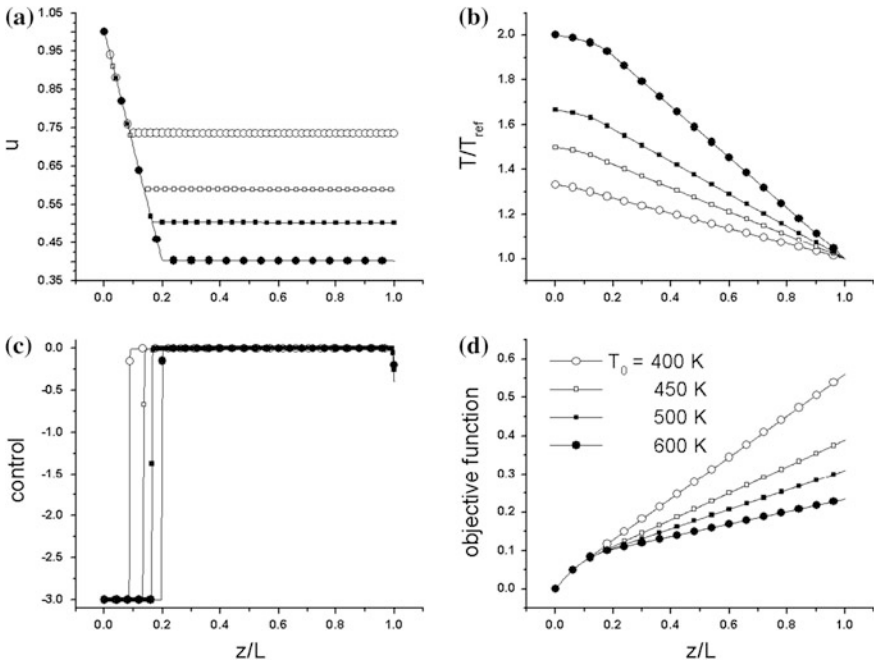 (a)
1.05
0.95
0.85
0.75
0.65
0.55
0.45
0.35
u
0.0 0.2 0.4 0.6 0.8 1.0
(b)
2.0
1.8
1.6
1.4
1.2
1.0
T/T_ref
0.0 0.2 0.4 0.6 0.8 1.0
(c)
0.0
-0.5
-1.0
-1.5
-2.0
-2.5
-3.0
control
0.0 0.2 0.4 0.6 0.8 1.0
z/L
(d)
0.6
0.5
0.4
0.3
0.2
0.1
0.0
objective function
T_0 = 400 K
450 K
500 K
600 K
0.0 0.2 0.4 0.6 0.8 1.0
z/L